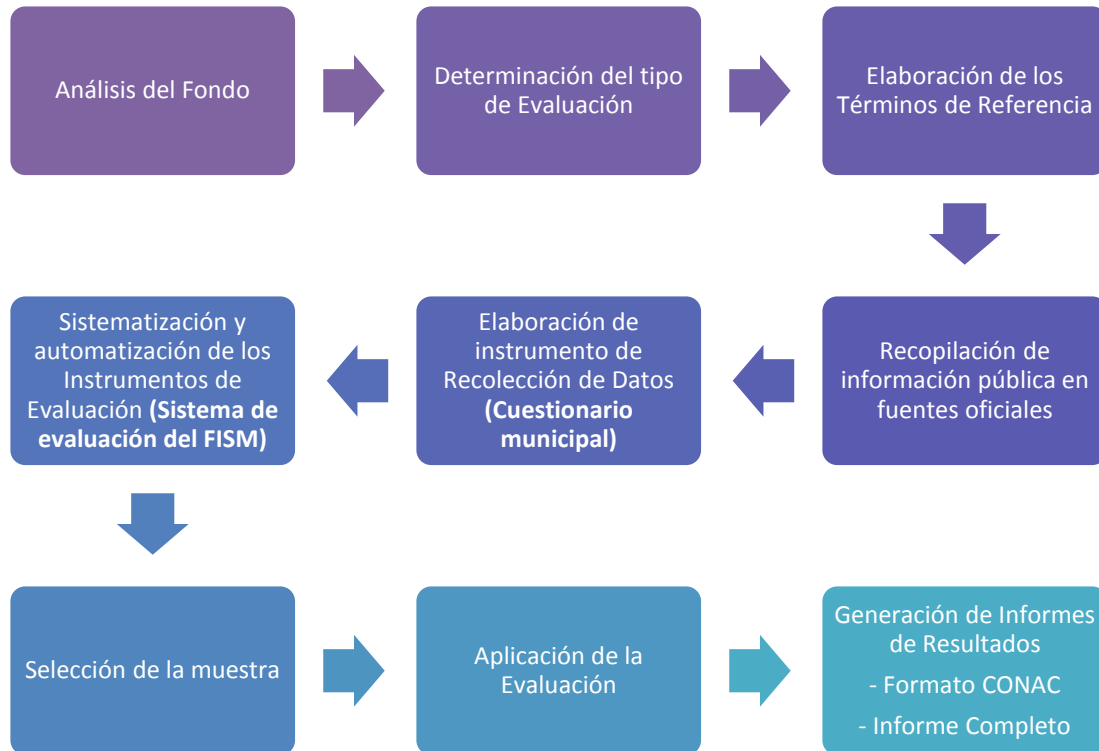 Análisis del Fondo
Determinación del tipo
de Evaluación
Elaboración de los
Términos de Referencia
Recopilación de
información pública en
fuentes oficiales
Elaboración de
instrumento de
Recolección de Datos
(Cuestionario
municipal)
Sistematización y
automatización de los
Instrumentos de
Evaluación (Sistema de
evaluación del FISM)
Selección de la muestra
Aplicación de la
Evaluación
Generación de Informes
de Resultados
- Formato CONAC
- Informe Completo